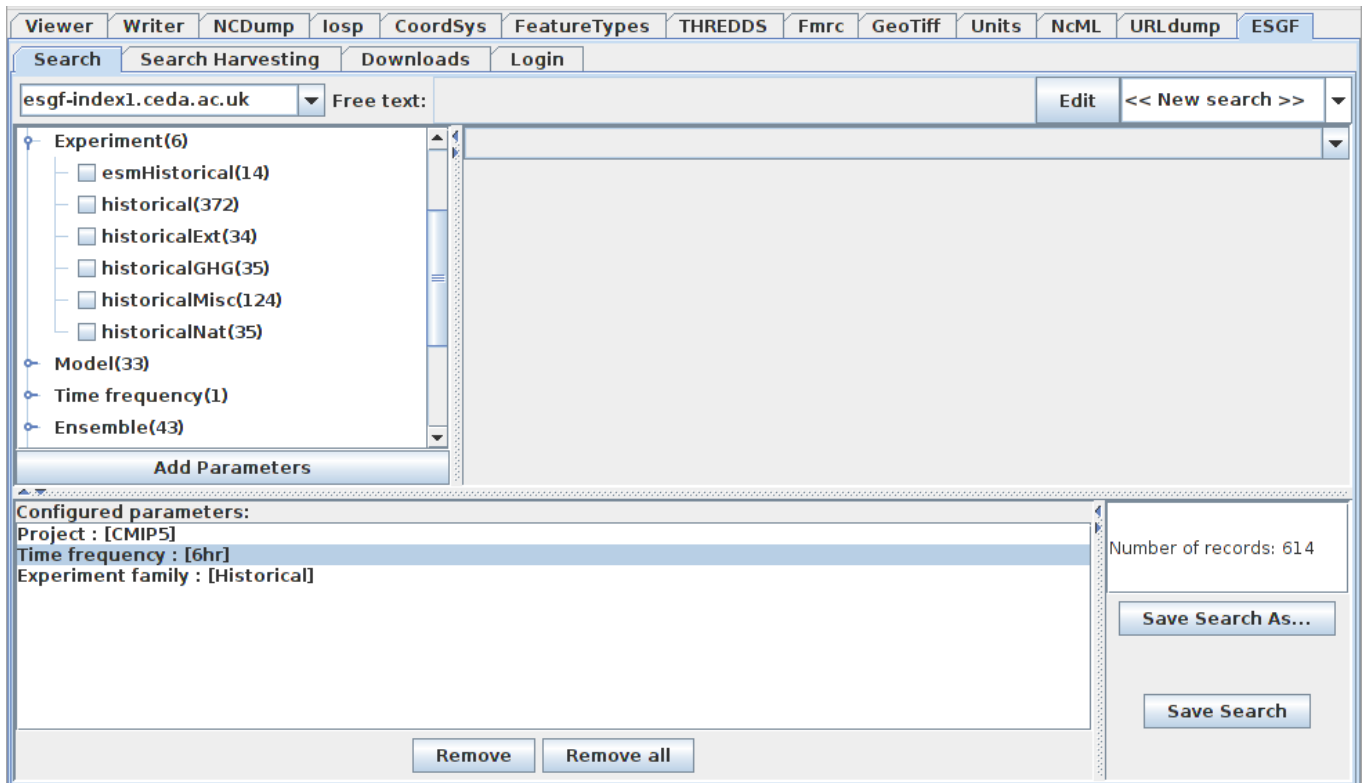 Viewer Writer NCDump Iosp CoordSys FeatureTypes THREDDS Fmrc GeoTiff Units NcML URLdump ESGF
Search Search Harvesting Downloads Login
esgf-index1.ceda.ac.uk Free text: Edit << New search >>
Experiment(6)
esmHistorical(14)
historical(372)
historicalExt(34)
historicalGHG(35)
historicalMisc(124)
historicalNat(35)
Model(33)
Time frequency(1)
Ensemble(43)
Add Parameters
Configured parameters:
Project : [CMIP5]
Time frequency : [6hr]
Experiment family : [Historical]
Number of records: 614
Save Search As...
Save Search
Remove Remove all